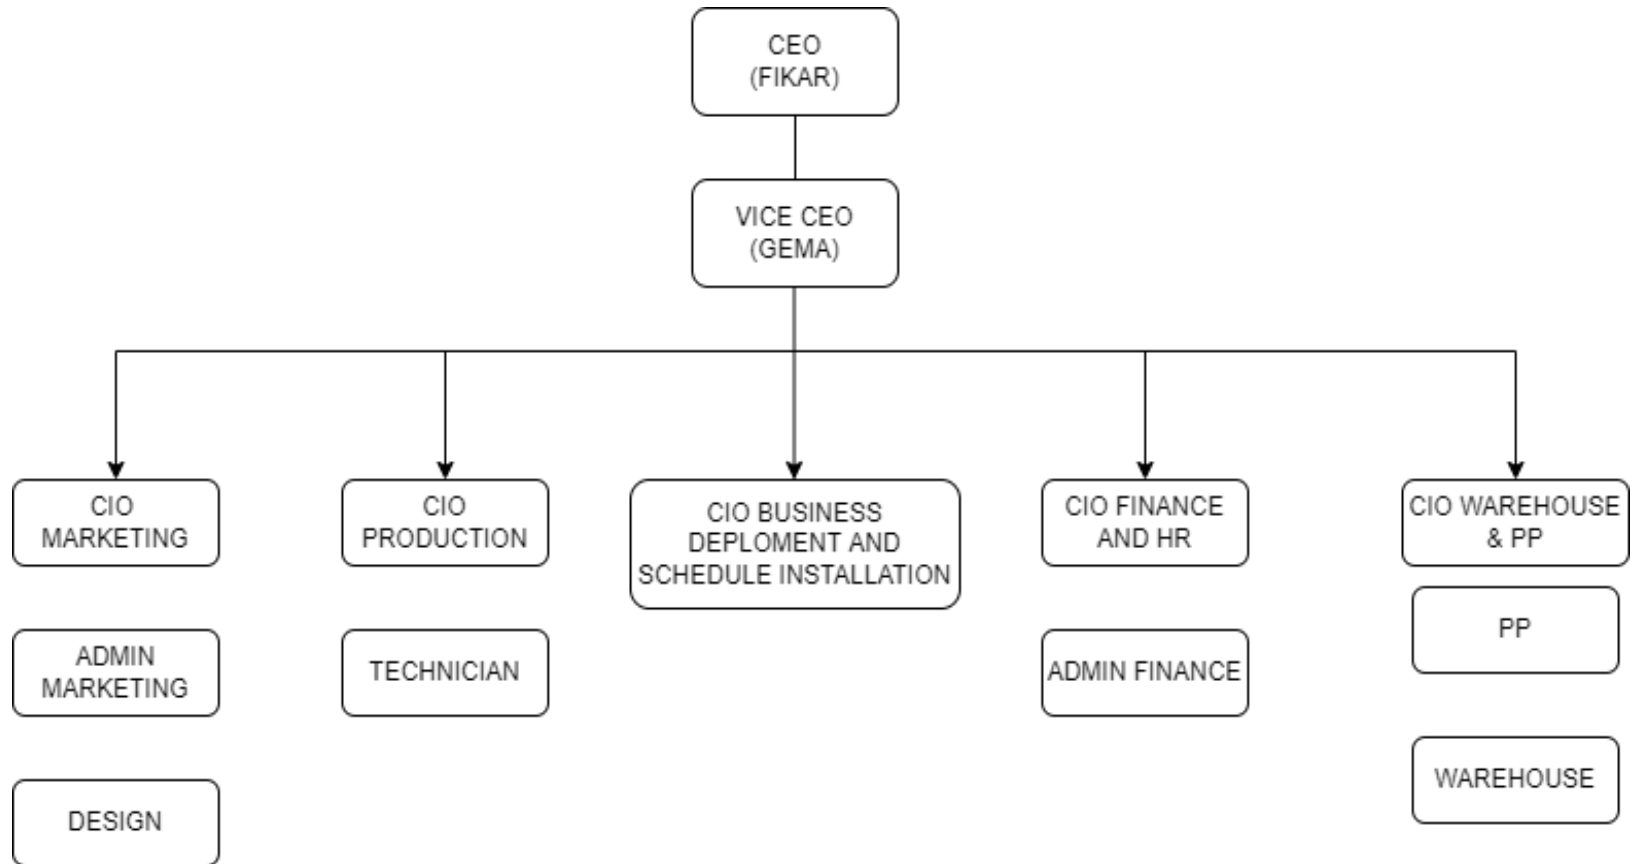 CEO
(FIKAR)
VICE CEO
(GEMA)
CIO
MARKETING
CIO
PRODUCTION
CIO BUSINESS
DEPLOMENT AND
SCHEDULE INSTALLATION
CIO FINANCE
AND HR
CIO WAREHOUSE
& PP
ADMIN
MARKETING
TECHNICIAN
ADMIN FINANCE
PP
DESIGN
WAREHOUSE